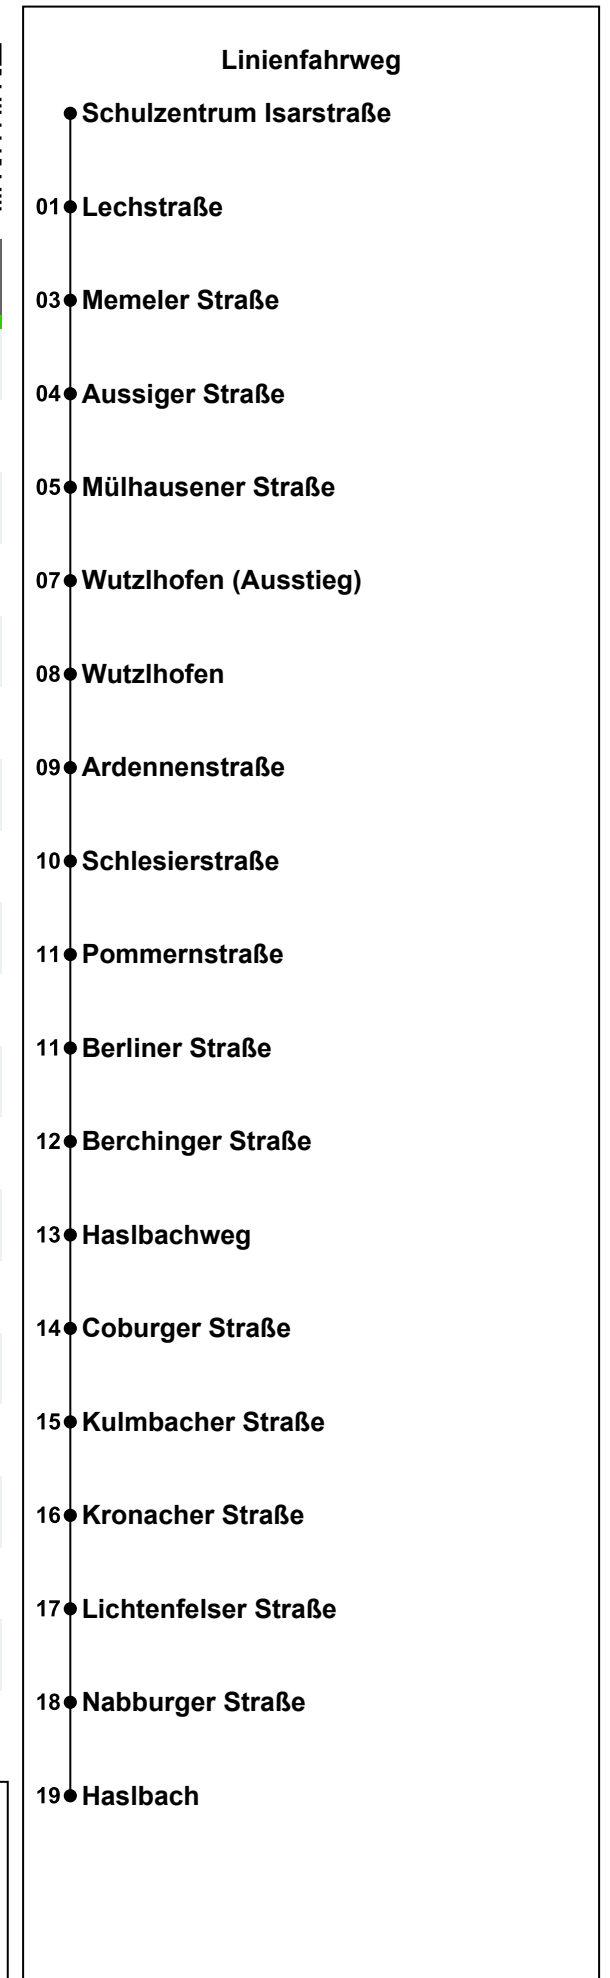 Linienfahrweg
Schulzentrum Isarstraße
01 Lechstraße
03 Memeler Straße
04 Aussiger Straße
05 Mülhausener Straße
07 Wutzlhofen (Ausstieg)
08 Wutzlhofen
09 Ardennenstraße
10 Schlesierstraße
11 Pommernstraße
11 Berliner Straße
12 Berchinger Straße
13 Haslbachweg
14 Coburger Straße
15 Kulmbacher Straße
16 Kronacher Straße
17 Lichtenfelser Straße
18 Nabburger Straße
19 Haslbach